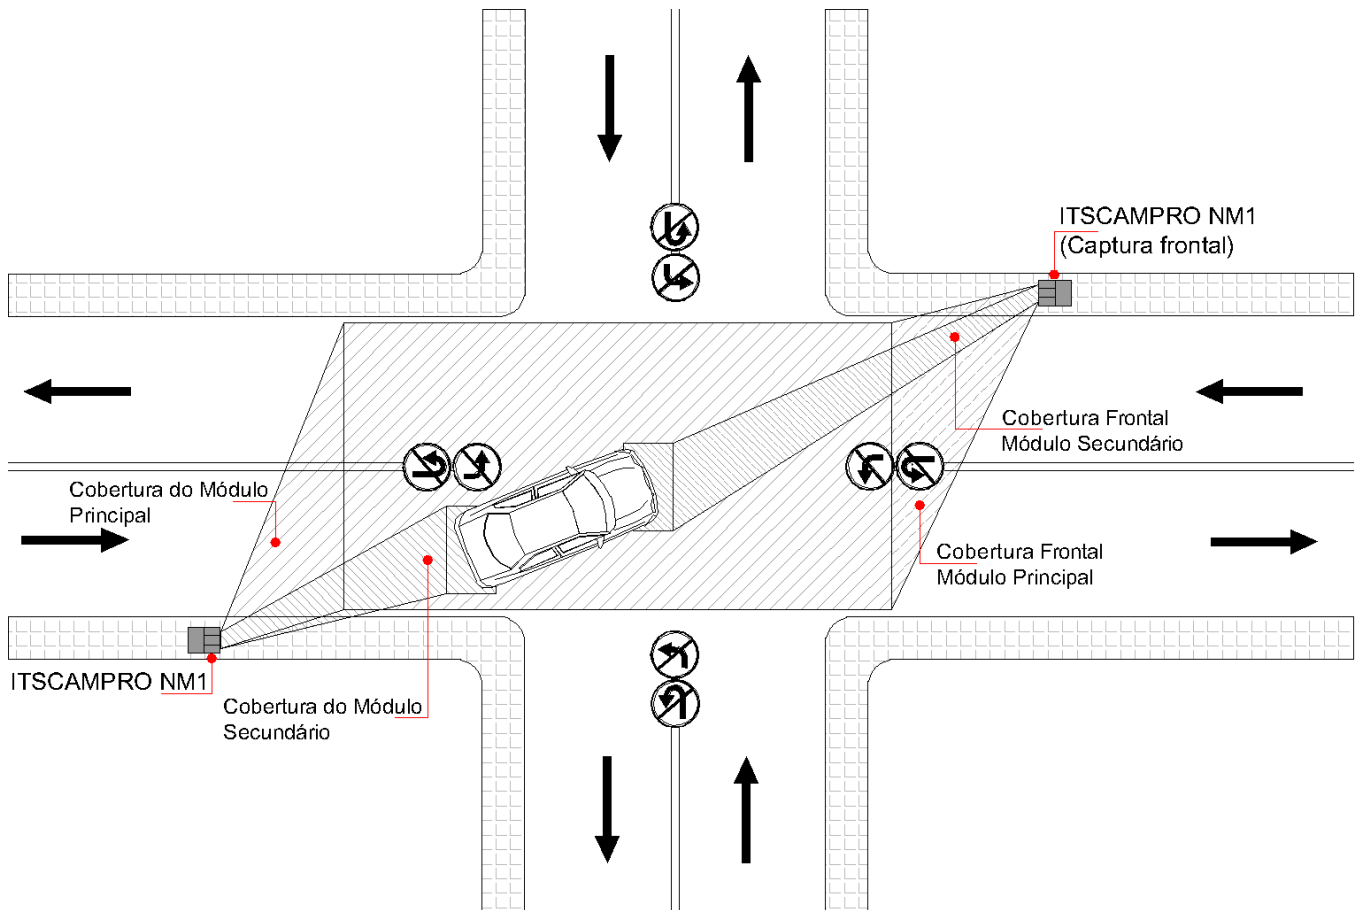 ITSCAMPRO NM1
(Captura frontal)
Cobertura Frontal
Módulo Secundário
Cobertura do Módulo
Principal
Cobertura Frontal
Módulo Principal
ITSCAMPRO NM1
Cobertura do Módulo
Secundário